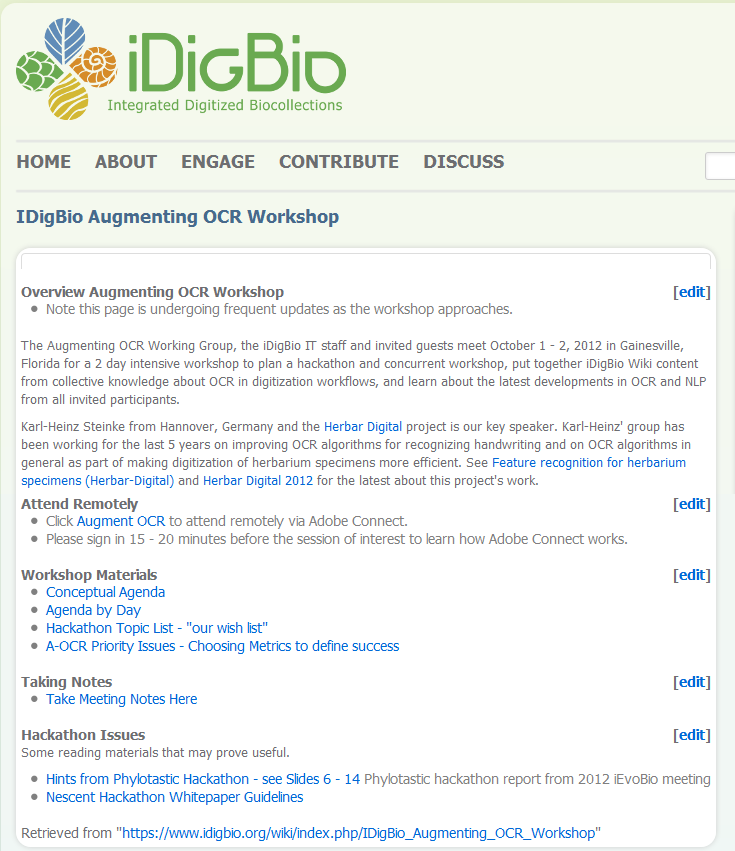 iDigBio
Integrated Digitized Biocollections
HOME ABOUT ENGAGE CONTRIBUTE DISCUSS
IDigBio Augmenting OCR Workshop
Overview Augmenting OCR Workshop [edit]
• Note this page is undergoing frequent updates as the workshop approaches.
The Augmenting OCR Working Group, the iDigBio IT staff and invited guests meet October 1 - 2, 2012 in Gainesville,
Florida for a 2 day intensive workshop to plan a hackathon and concurrent workshop, put together iDigBio Wiki content
from collective knowledge about OCR in digitization workflows, and learn about the latest developments in OCR and NLP
from all invited participants.
Karl-Heinz Steinke from Hannover, Germany and the Herbar Digital project is our key speaker. Karl-Heinz' group has
been working for the last 5 years on improving OCR algorithms for recognizing handwriting and on OCR algorithms in
general as part of making digitization of herbarium specimens more efficient. See Feature recognition for herbarium
specimens (Herbar-Digital) and Herbar Digital 2012 for the latest about this project's work.
Attend Remotely [edit]
• Click Augment OCR to attend remotely via Adobe Connect.
• Please sign in 15 - 20 minutes before the session of interest to learn how Adobe Connect works.
Workshop Materials [edit]
• Conceptual Agenda
• Agenda by Day
• Hackathon Topic List - "our wish list"
• A-OCR Priority Issues - Choosing Metrics to define success
Taking Notes [edit]
• Take Meeting Notes Here
Hackathon Issues [edit]
Some reading materials that may prove useful.
• Hints from Phylotastic Hackathon - see Slides 6 - 14 Phylotastic hackathon report from 2012 iEvoBio meeting
• Nescent Hackathon Whitepaper Guidelines
Retrieved from "https://www.idigbio.org/wiki/index.php/IDigBio_Augmenting_OCR_Workshop"